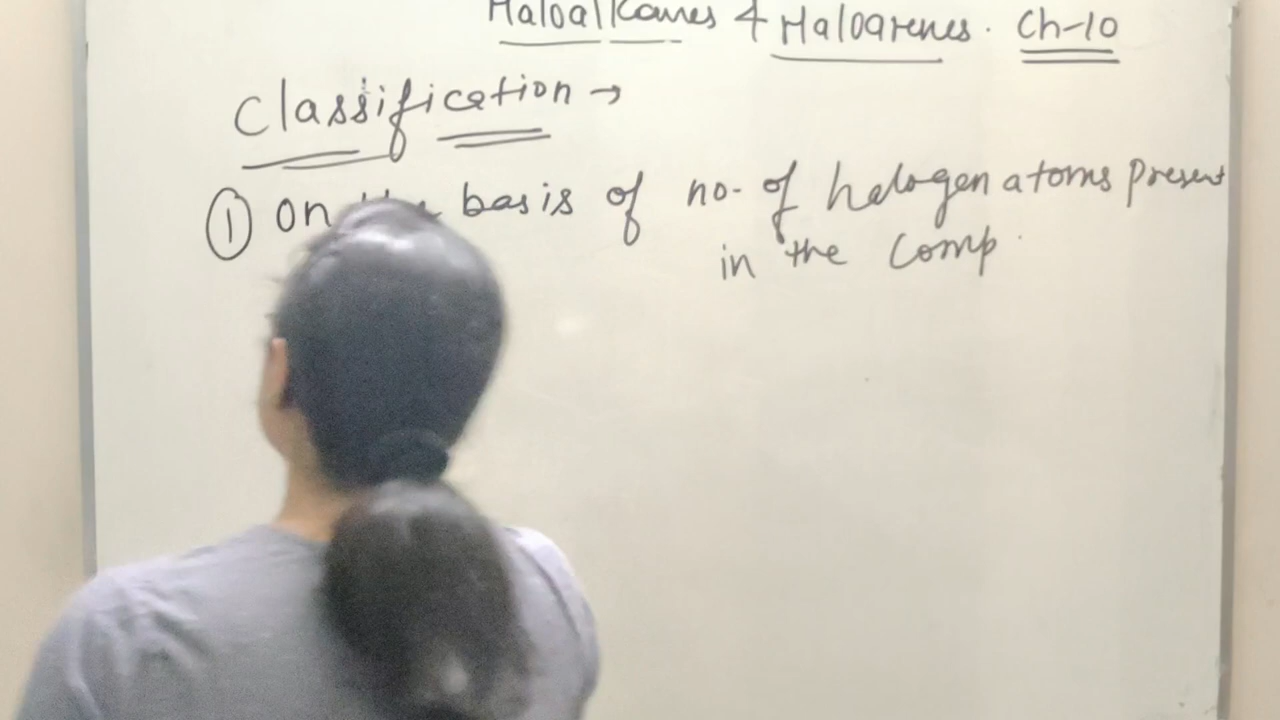 Haloalkanes & Haloarenes. Ch-10
Classification →
① On the basis of no. of halogen atoms present
in the Comp.